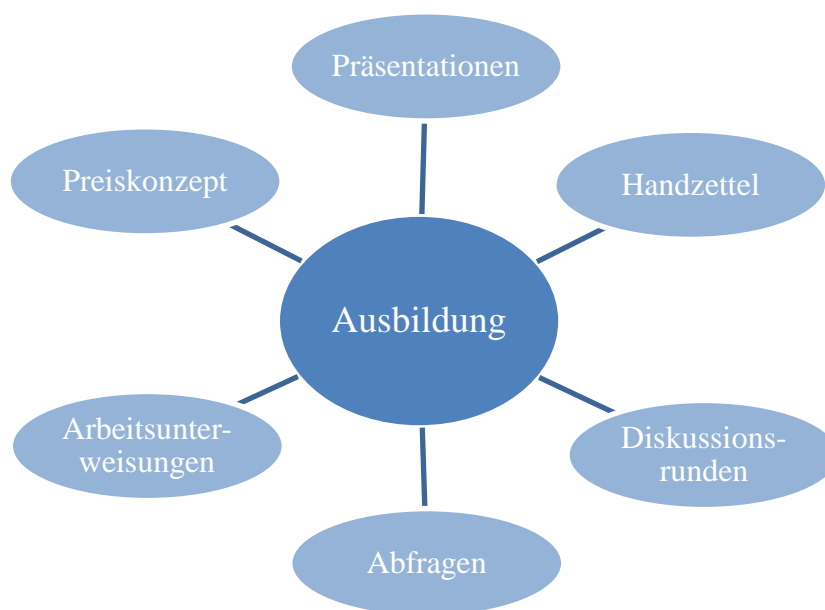 Präsentationen
Preiskonzept
Handzettel
Ausbildung
Arbeitsunter-
weisungen
Diskussions-
runden
Abfragen